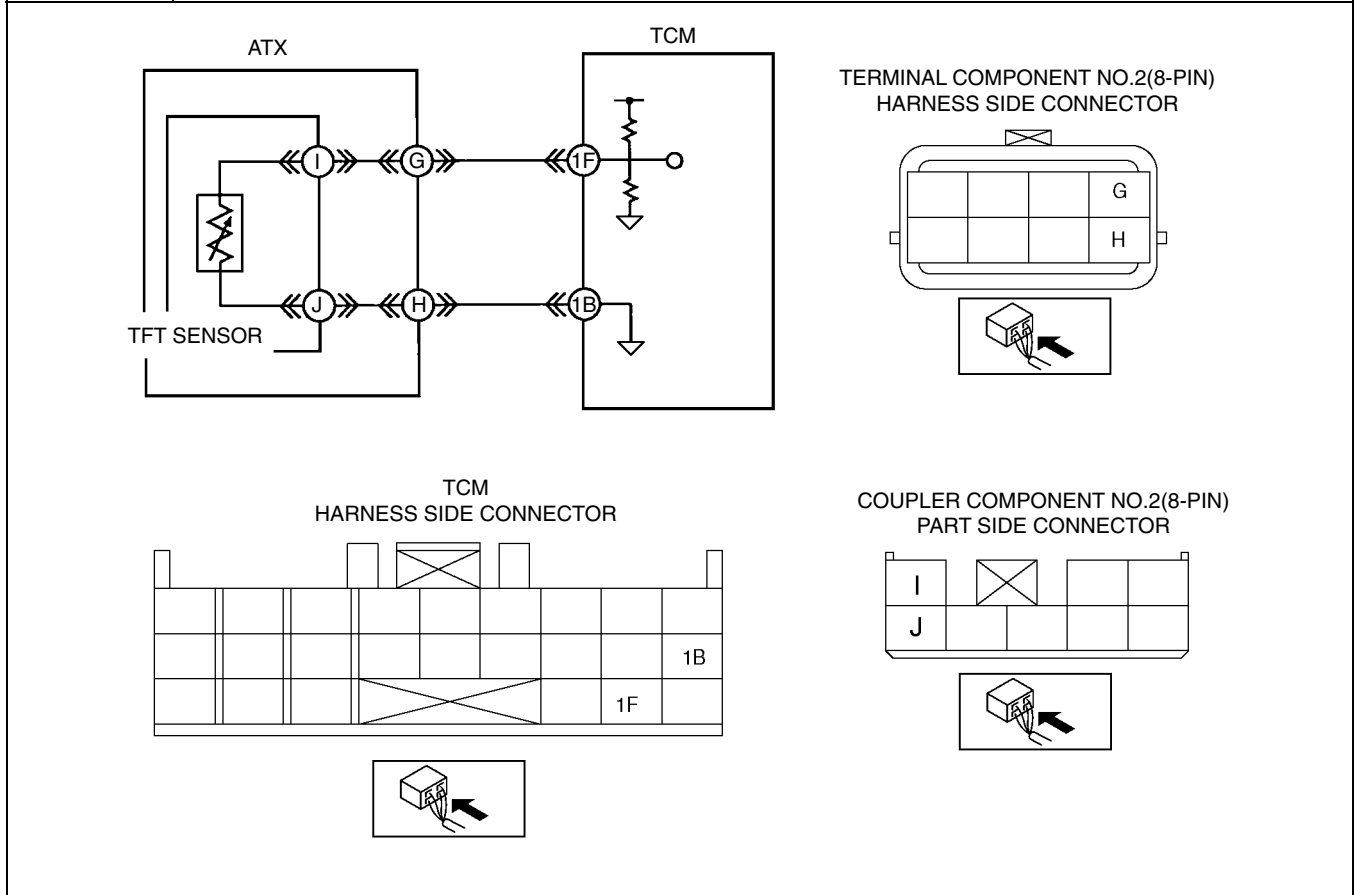 ATX
TCM
I
G
1F
J
H
1B
TFT SENSOR
TERMINAL COMPONENT NO.2(8-PIN)
HARNESS SIDE CONNECTOR
G
H
TCM
HARNESS SIDE CONNECTOR
1B
1F
COUPLER COMPONENT NO.2(8-PIN)
PART SIDE CONNECTOR
I
J